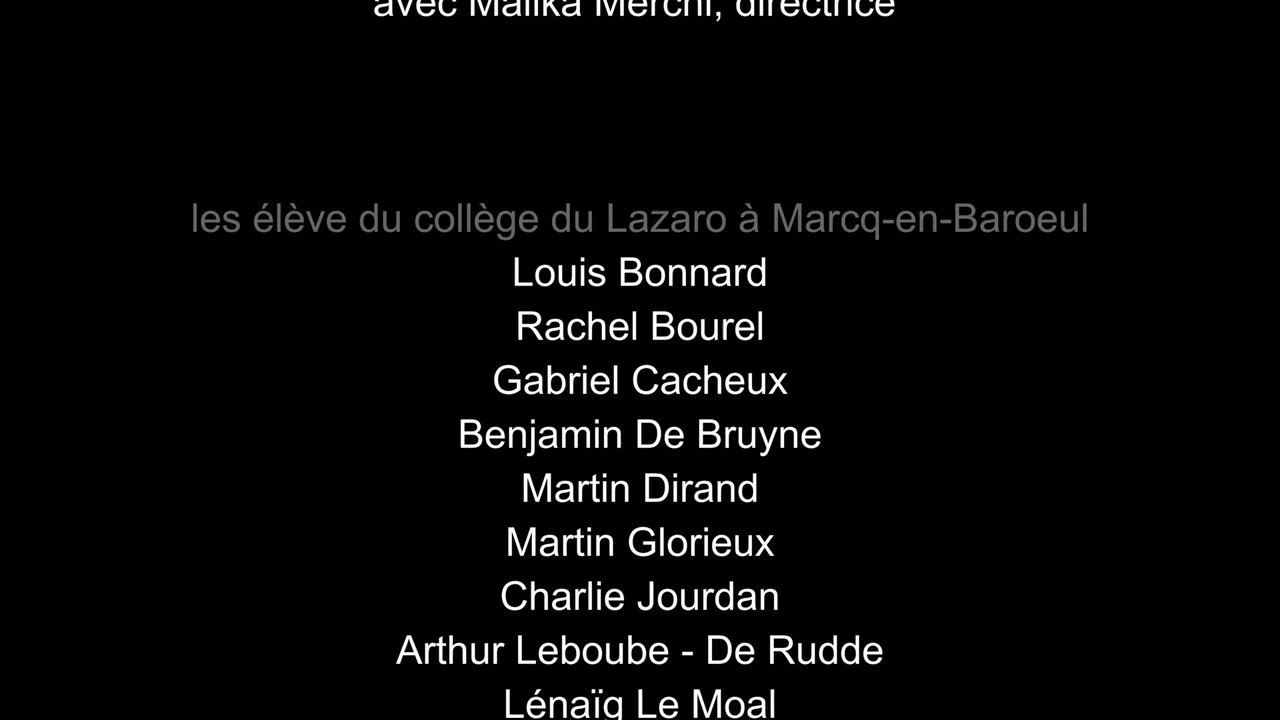 avec Malika Merchi, directrice
les élève du collège du Lazaro à Marcq-en-Baroeul
Louis Bonnard
Rachel Bourel
Gabriel Cacheux
Benjamin De Bruyne
Martin Dirand
Martin Glorieux
Charlie Jourdan
Arthur Leboube - De Rudde
Lénaïg Le Moal